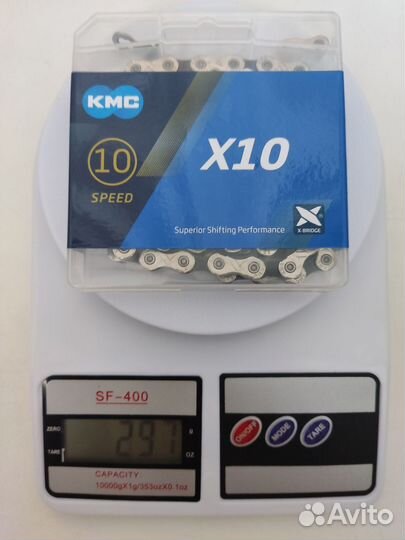 KMC
10
SPEED
X10
Superior Shifting Performance
X-BRIDGE
SF-400
ZERO
TARE
297
g
OZ
CAPACITY
10000gX1g/353ozX0.1oz
ON/OFF
MODE
TARE
Avito